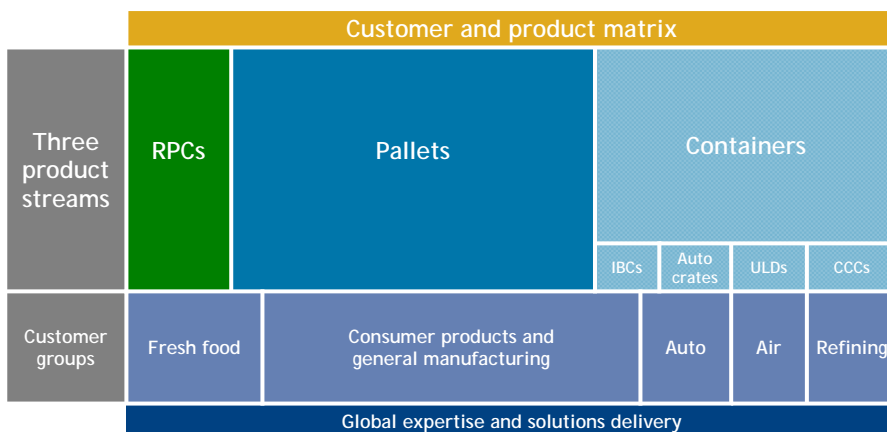 Customer and product matrix
Three
product
streams
RPCs
Pallets
Containers
IBCs
Auto
crates
ULDs
CCCs
Customer
groups
Fresh food
Consumer products and
general manufacturing
Auto
Air
Refining
Global expertise and solutions delivery